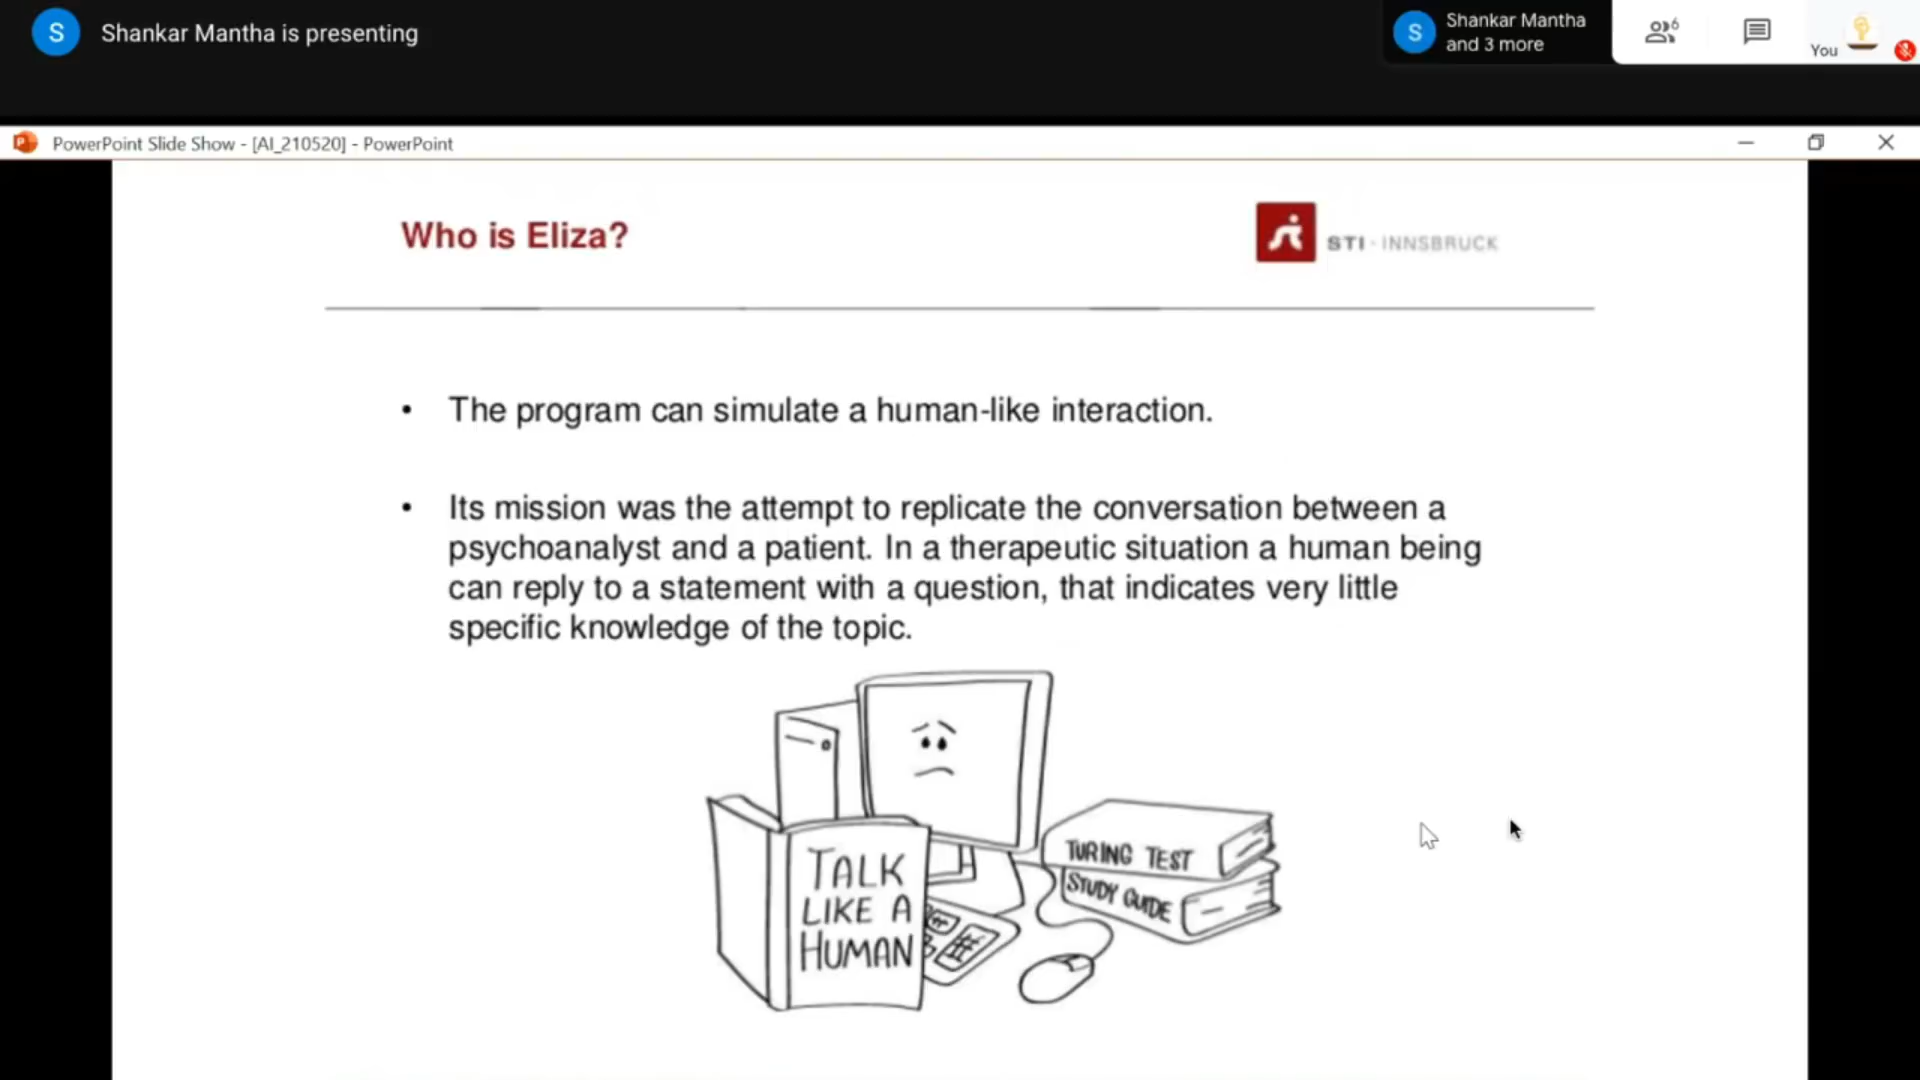 S
Shankar Mantha is presenting
S
Shankar Mantha
and 3 more
6
You
PowerPoint Slide Show - [AI_210520] - PowerPoint
Who is Eliza?
STI · INNSBRUCK
• The program can simulate a human-like interaction.
• Its mission was the attempt to replicate the conversation between a
psychoanalyst and a patient. In a therapeutic situation a human being
can reply to a statement with a question, that indicates very little
specific knowledge of the topic.
TALK
LIKE A
HUMAN
TURING TEST
STUDY GUIDE